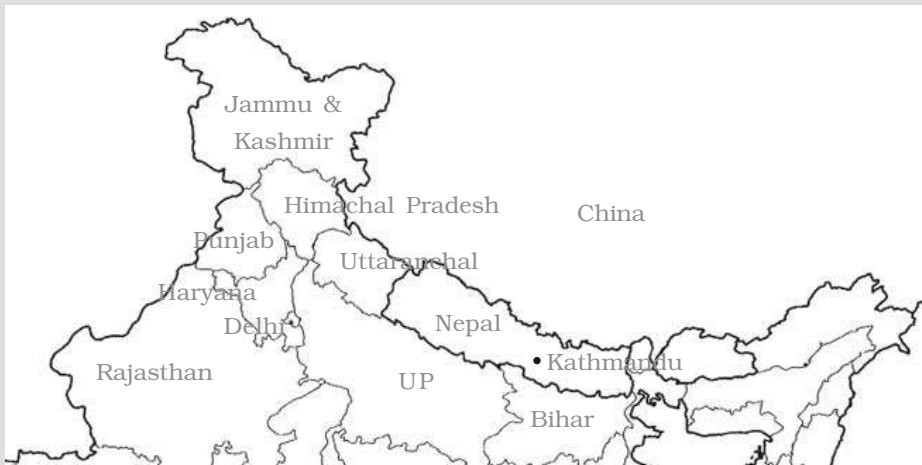 Jammu &
Kashmir
Himachal Pradesh
China
Punjab
Uttaranchal
Haryana
Nepal
Delhi
Kathmandu
Rajasthan
UP
Bihar